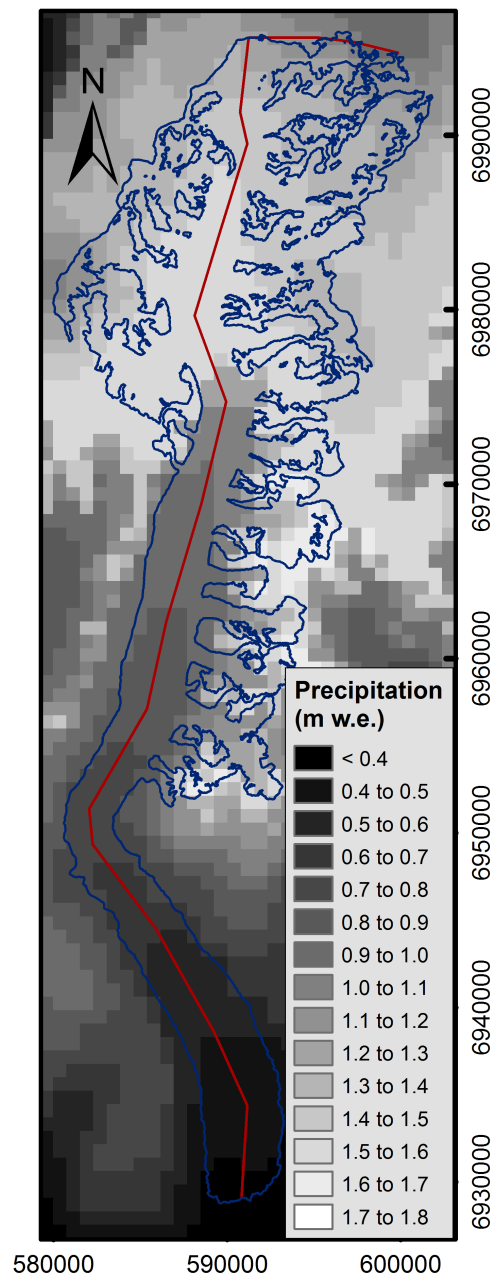 N
6990000
6980000
6970000
6960000
6950000
6940000
6930000
Precipitation
(m w.e.)
< 0.4
0.4 to 0.5
0.5 to 0.6
0.6 to 0.7
0.7 to 0.8
0.8 to 0.9
0.9 to 1.0
1.0 to 1.1
1.1 to 1.2
1.2 to 1.3
1.3 to 1.4
1.4 to 1.5
1.5 to 1.6
1.6 to 1.7
1.7 to 1.8
580000 590000 600000